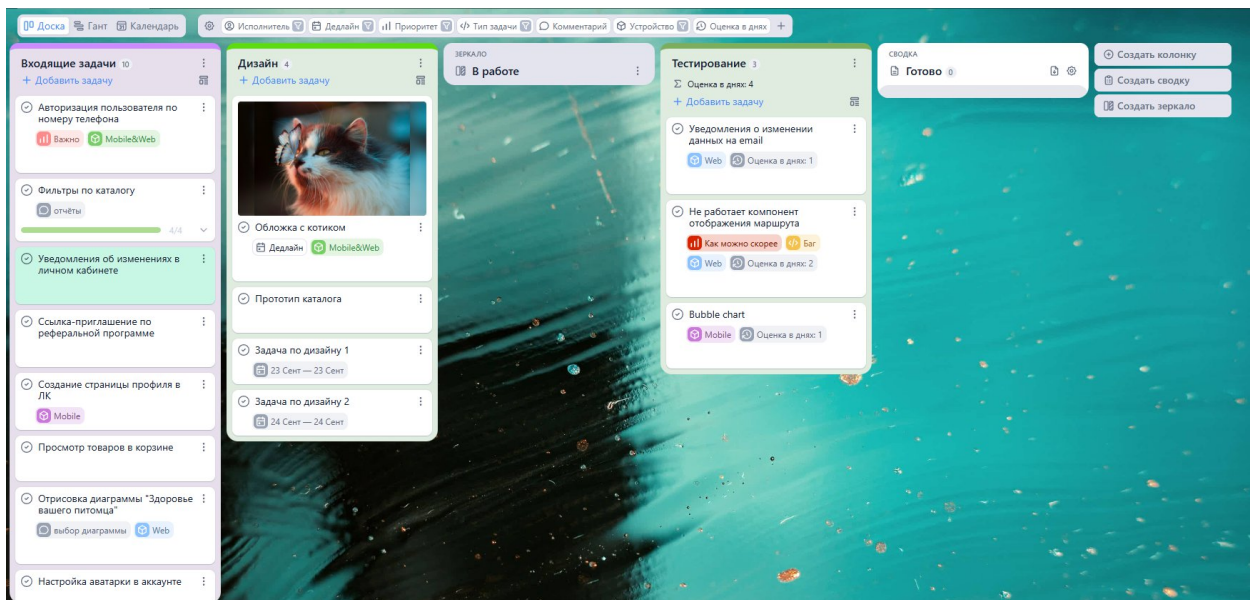 Доска Гант Календарь
Исполнитель Дедлайн Приоритет Тип задачи Комментарий Устройство Оценка в днях +
Входящие задачи 10
+ Добавить задачу
Авторизация пользователя по
номеру телефона
Важно Mobile&Web
Фильтры по каталогу
отчёты
4/4
Уведомления об изменениях в
личном кабинете
Ссылка-приглашение по
реферальной программе
Создание страницы профиля в
ЛК
Mobile
Просмотр товаров в корзине
Отрисовка диаграммы "Здоровье
вашего питомца"
выбор диаграммы Web
Настройка аватарки в аккаунте
Дизайн 4
+ Добавить задачу
Обложка с котиком
Дедлайн Mobile&Web
Прототип каталога
Задача по дизайну 1
23 Сент — 23 Сент
Задача по дизайну 2
24 Сент — 24 Сент
ЗЕРКАЛО
В работе
Тестирование 3
Σ Оценка в днях: 4
+ Добавить задачу
Уведомления о изменении
данных на email
Web Оценка в днях: 1
Не работает компонент
отображения маршрута
Как можно скорее Баг
Web Оценка в днях: 2
Bubble chart
Mobile Оценка в днях: 1
СВОДКА
Готово 0
Создать колонку
Создать сводку
Создать зеркало